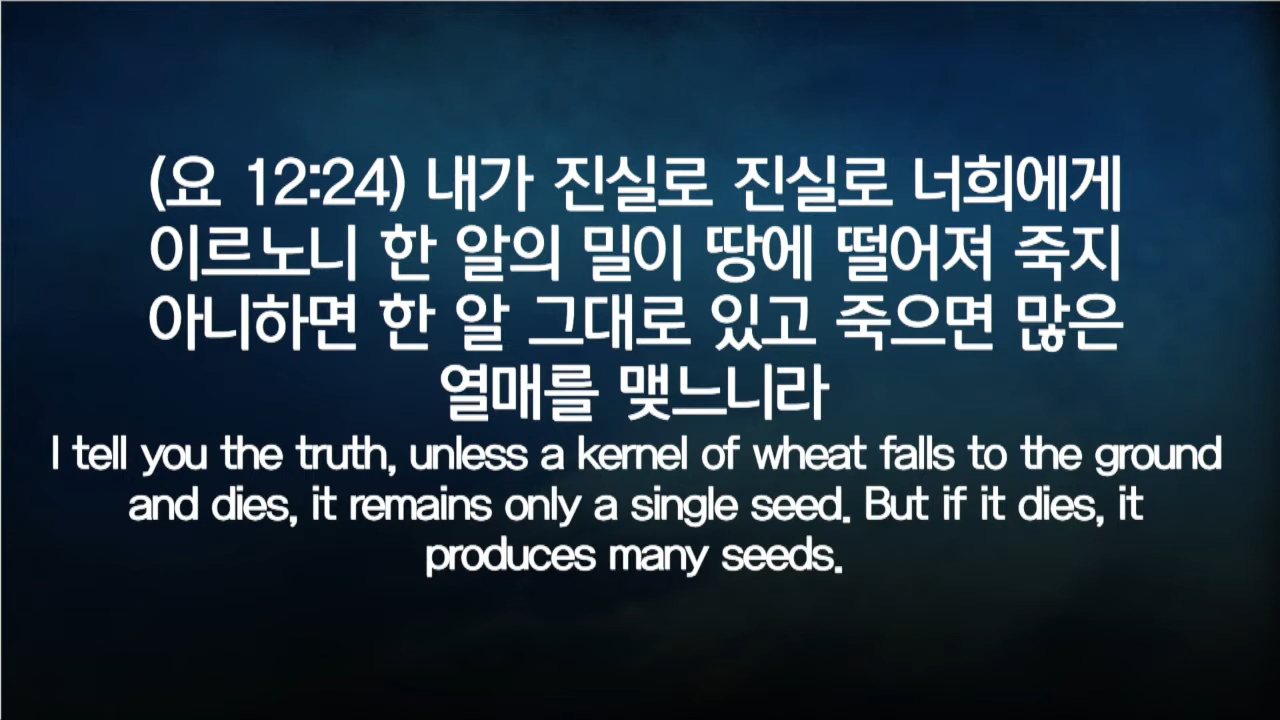 (요 12:24) 내가 진실로 진실로 너희에게
이르노니 한 알의 밀이 땅에 떨어져 죽지
아니하면 한 알 그대로 있고 죽으면 많은
열매를 맺느니라
I tell you the truth, unless a kernel of wheat falls to the ground
and dies, it remains only a single seed. But if it dies, it
produces many seeds.